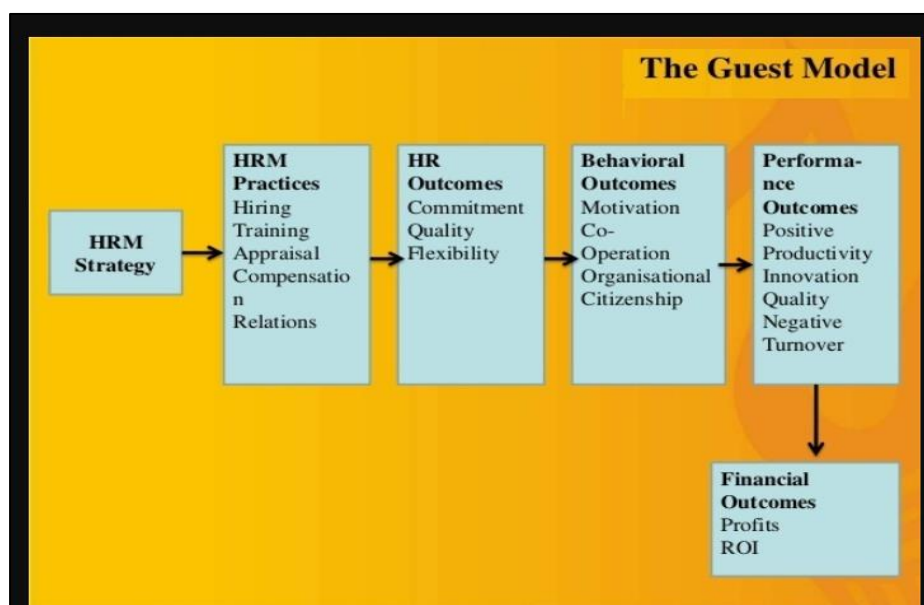 The Guest Model
HRM
Strategy
HRM
Practices
Hiring
Training
Appraisal
Compensatio
n
Relations
HR
Outcomes
Commitment
Quality
Flexibility
Behavioral
Outcomes
Motivation
Co-
Operation
Organisational
Citizenship
Performa-
nce
Outcomes
Positive
Productivity
Innovation
Quality
Negative
Turnover
Financial
Outcomes
Profits
ROI